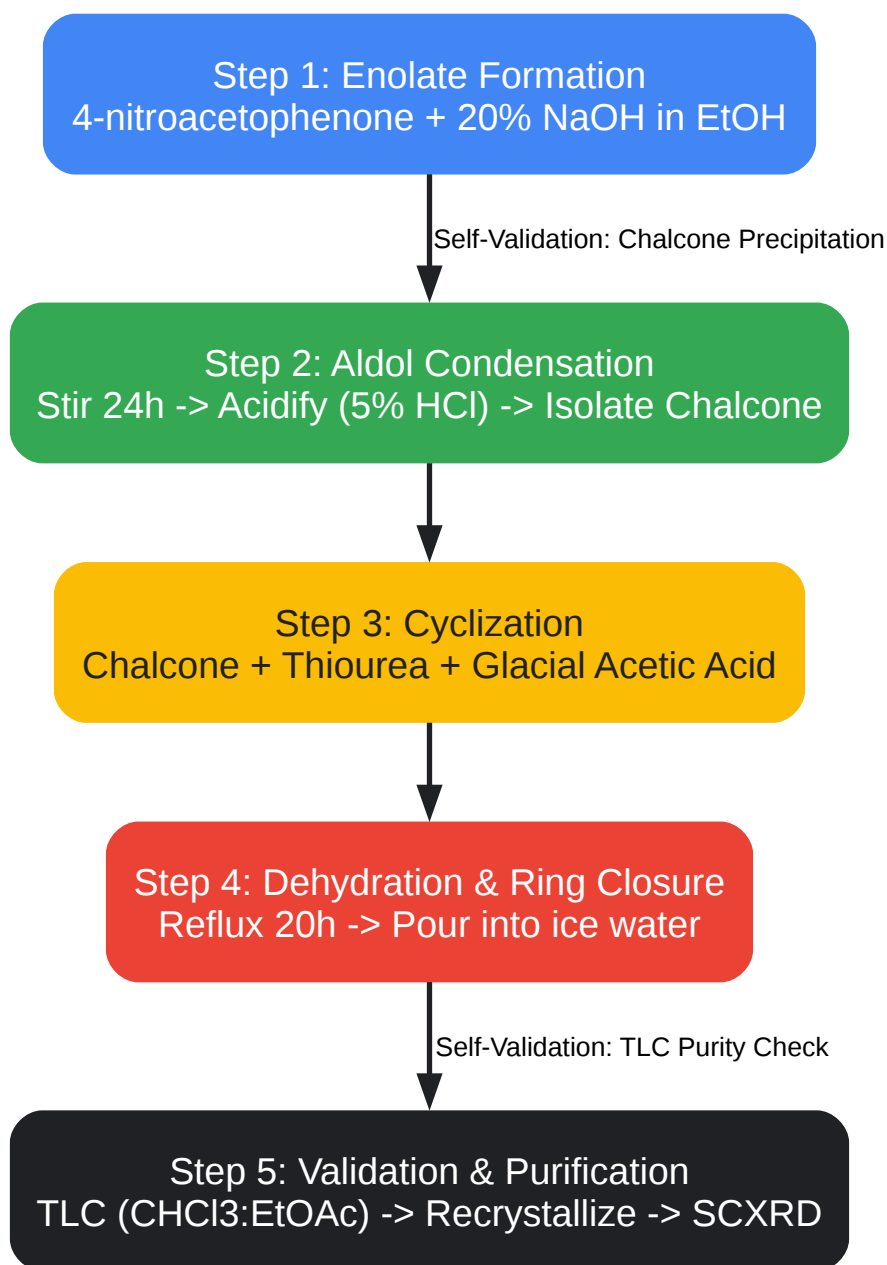 Step 1: Enolate Formation
4-nitroacetophenone + 20% NaOH in EtOH
Self-Validation: Chalcone Precipitation
Step 2: Aldol Condensation
Stir 24h -> Acidify (5% HCl) -> Isolate Chalcone
Step 3: Cyclization
Chalcone + Thiourea + Glacial Acetic Acid
Step 4: Dehydration & Ring Closure
Reflux 20h -> Pour into ice water
Self-Validation: TLC Purity Check
Step 5: Validation & Purification
TLC (CHCl3:EtOAc) -> Recrystallize -> SCXRD